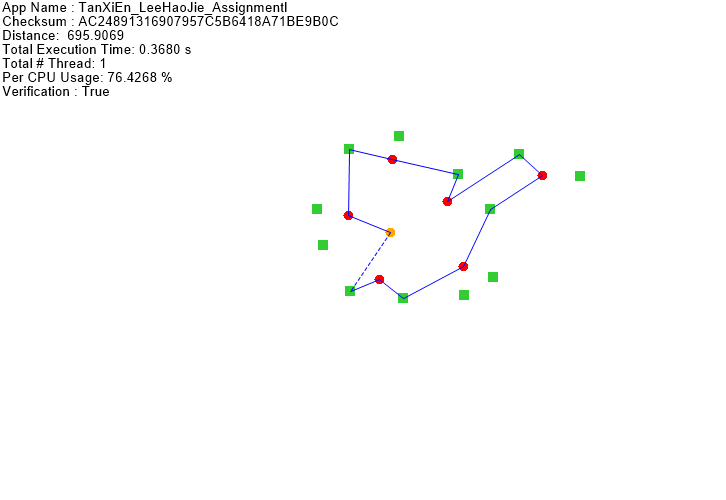 App Name : TanXiEn_LeeHaoJie_AssignmentI
Checksum : AC24891316907957C5B6418A71BE9B0C
Distance:  695.9069
Total Execution Time: 0.3680 s
Total # Thread: 1
Per CPU Usage: 76.4268 %
Verification : True